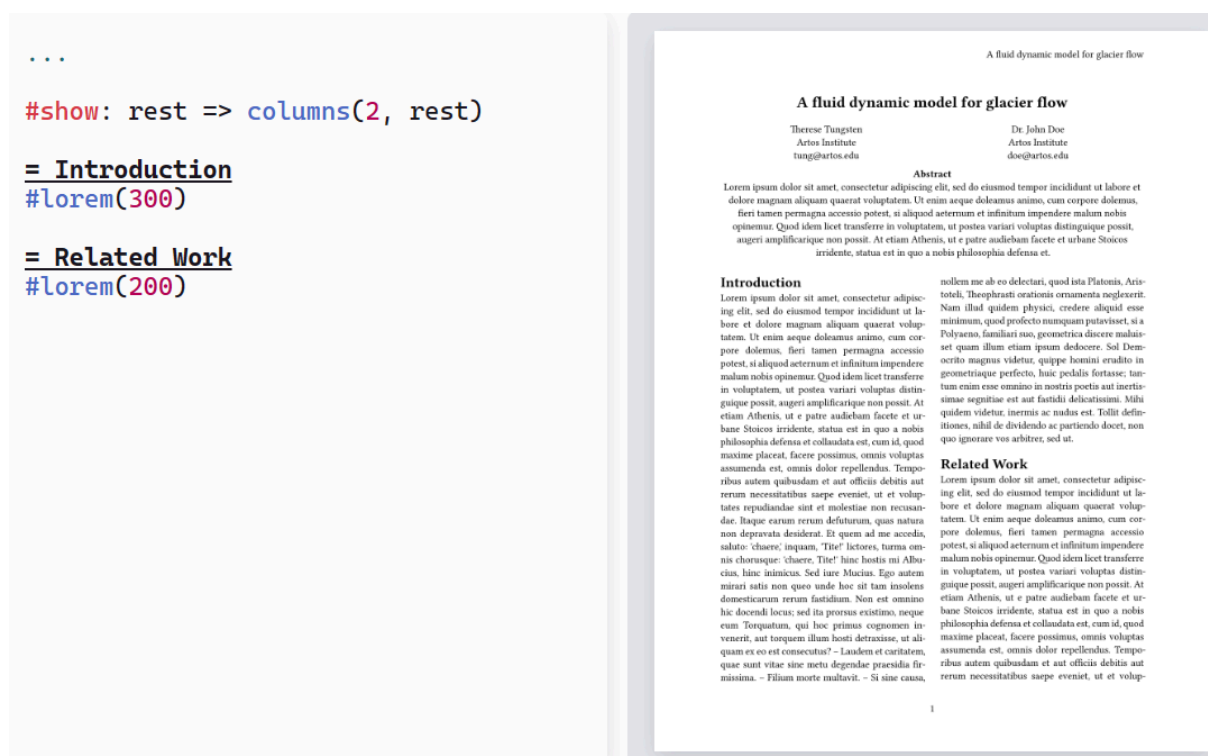 ...
#show: rest => columns(2, rest)
= Introduction
#lorem(300)
= Related Work
#lorem(200)
A fluid dynamic model for glacier flow
A fluid dynamic model for glacier flow
Therese Tungsten
Artos Institute
tung@artos.edu
Dr. John Doe
Artos Institute
doe@artos.edu
Abstract
Lorem ipsum dolor sit amet, consectetur adipiscing elit, sed do eiusmod tempor incididunt ut labore et
dolore magnam aliquam quaerat voluptatem. Ut enim aeque doleamus animo, cum corpore dolemus,
fieri tamen permagna accessio potest, si aliquod aeternum et infinitum impendere malum nobis
opinemur. Quod idem licet transferre in voluptatem, ut postea variari voluptas distinguique possit,
augeri amplificarique non possit. At etiam Athenis, ut e patre audiebam facete et urbane Stoicos
irridente, statua est in quo a nobis philosophia defensa et.
Introduction
Lorem ipsum dolor sit amet, consectetur adipisc-
ing elit, sed do eiusmod tempor incididunt ut la-
bore et dolore magnam aliquam quaerat volup-
tatem. Ut enim aeque doleamus animo, cum cor-
pore dolemus, fieri tamen permagna accessio
potest, si aliquod aeternum et infinitum impendere
malum nobis opinemur. Quod idem licet transferre
in voluptatem, ut postea variari voluptas distin-
guique possit, augeri amplificarique non possit. At
etiam Athenis, ut e patre audiebam facete et ur-
bane Stoicos irridente, statua est in quo a nobis
philosophia defensa et collaudata est, cum id, quod
maxime placeat, facere possimus, omnis voluptas
assumenda est, omnis dolor repellendus. Tempo-
ribus autem quibusdam et aut officiis debitis aut
rerum necessitatibus saepe eveniet, ut et volup-
tates repudiandae sint et molestiae non recusan-
dae. Itaque earum rerum defuturum, quas natura
non depravata desiderat. Et quem ad me accedis,
saluto: 'chaere,' inquam, 'Tite!' lictores, turma om-
nis chorusque: 'chaere, Tite!' hinc hostis mi Albu-
cius, hinc inimicus. Sed iure Mucius. Ego autem
mirari satis non queo unde hoc sit tam insolens
domesticarum rerum fastidium. Non est omnino
hic docendi locus; sed ita prorsus existimo, neque
eum Torquatum, qui hoc primus cognomen in-
venerit, aut torquem illum hosti detraxisse, ut ali-
quam ex eo est consecutus? – Laudem et caritatem,
quae sunt vitae sine metu degendae praesidia fir-
missima. – Filium morte multavit. – Si sine causa,
nollem me ab eo delectari, quod ista Platonis, Aris-
toteli, Theophrasti orationis ornamenta neglexerit.
Nam illud quidem physici, credere aliquid esse
minimum, quod profecto numquam putavisset, si a
Polyaeno, familiari suo, geometrica discere maluis-
set quam illum etiam ipsum dedocere. Sol Dem-
ocrito magnus videtur, quippe homini erudito in
geometriaque perfecto, huic pedalis fortasse; tan-
tum enim esse omnino in nostris poetis aut inertis-
simae segnitiae est aut fastidii delicatissimi. Mihi
quidem videtur, inermis ac nudus est. Tollit defin-
itiones, nihil de dividendo ac partiendo docet, non
quo ignorare vos arbitrer, sed ut.
Related Work
Lorem ipsum dolor sit amet, consectetur adipisc-
ing elit, sed do eiusmod tempor incididunt ut la-
bore et dolore magnam aliquam quaerat volup-
tatem. Ut enim aeque doleamus animo, cum cor-
pore dolemus, fieri tamen permagna accessio
potest, si aliquod aeternum et infinitum impendere
malum nobis opinemur. Quod idem licet transferre
in voluptatem, ut postea variari voluptas distin-
guique possit, augeri amplificarique non possit. At
etiam Athenis, ut e patre audiebam facete et ur-
bane Stoicos irridente, statua est in quo a nobis
philosophia defensa et collaudata est, cum id, quod
maxime placeat, facere possimus, omnis voluptas
assumenda est, omnis dolor repellendus. Tempo-
ribus autem quibusdam et aut officiis debitis aut
rerum necessitatibus saepe eveniet, ut et volup-
1